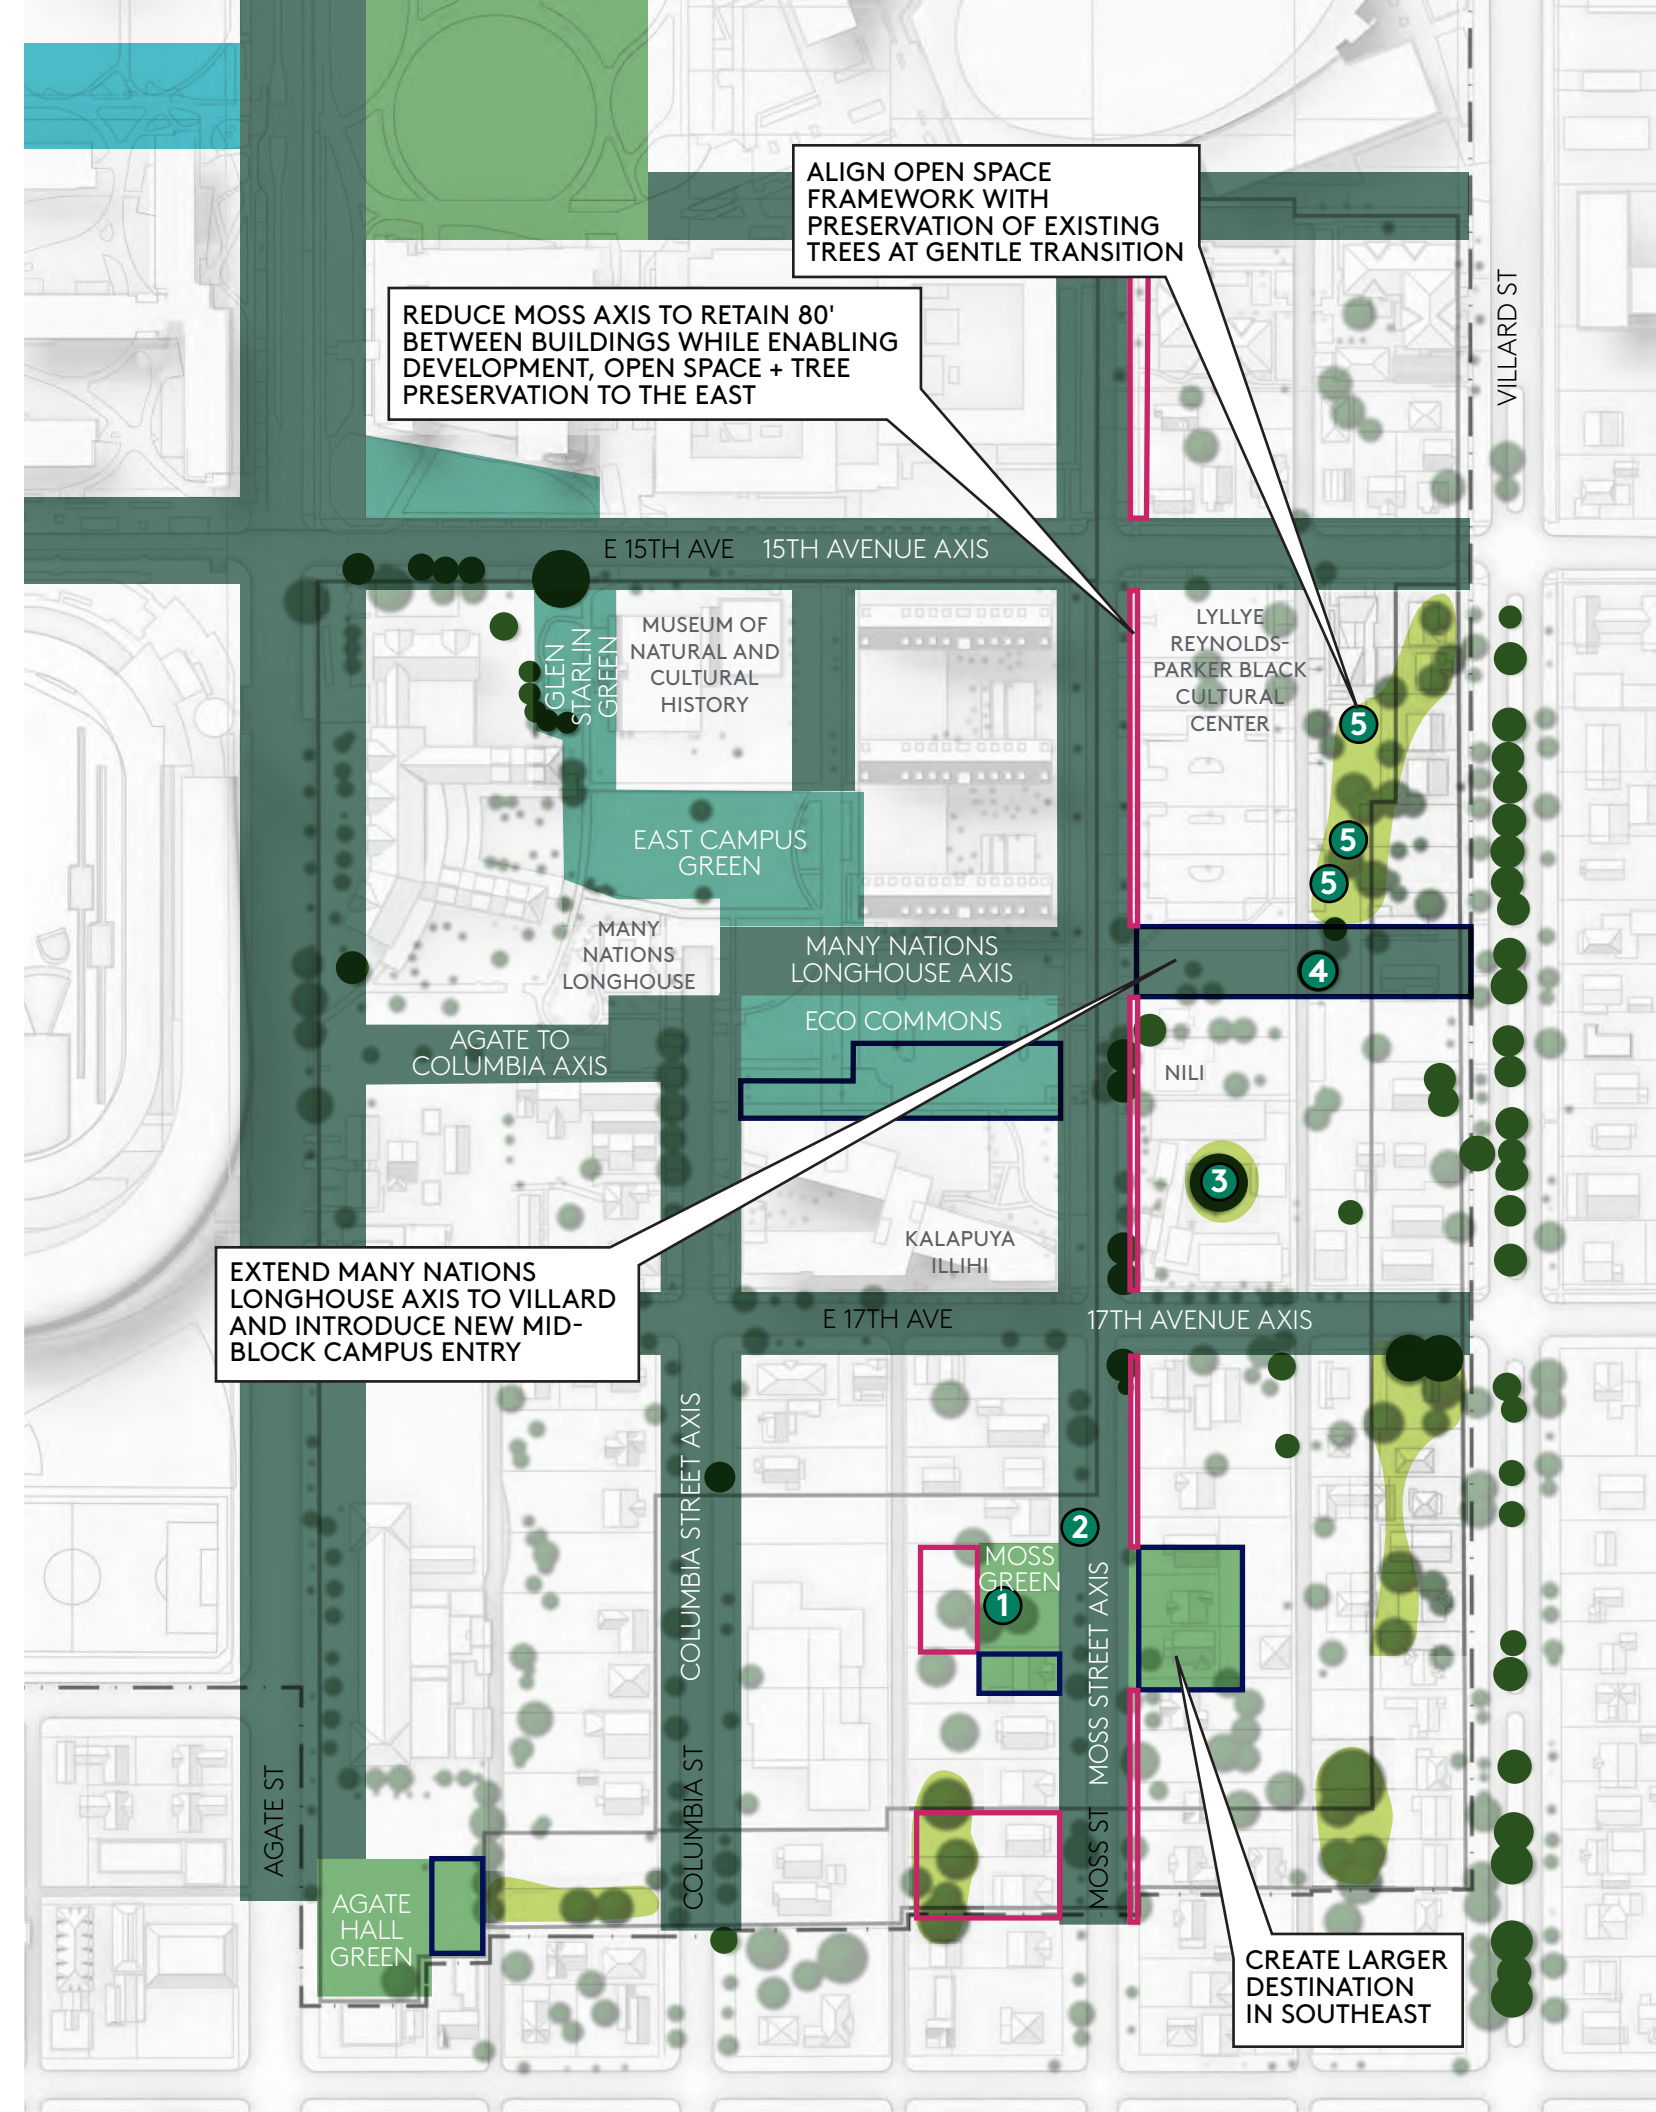 ALIGN OPEN SPACE
FRAMEWORK WITH
PRESERVATION OF EXISTING
TREES AT GENTLE TRANSITION
REDUCE MOSS AXIS TO RETAIN 80'
BETWEEN BUILDINGS WHILE ENABLING
DEVELOPMENT, OPEN SPACE + TREE
PRESERVATION TO THE EAST
VILLARD ST
E 15TH AVE 15TH AVENUE AXIS
GLEN
STARLIN
GREEN
MUSEUM OF
NATURAL AND
CULTURAL
HISTORY
LYLLYE
REYNOLDS-
PARKER BLACK
CULTURAL
CENTER
5
5
5
EAST CAMPUS
GREEN
MANY
NATIONS
LONGHOUSE
MANY NATIONS
LONGHOUSE AXIS
4
ECO COMMONS
AGATE TO
COLUMBIA AXIS
NILI
3
KALAPUYA
ILLIHI
EXTEND MANY NATIONS
LONGHOUSE AXIS TO VILLARD
AND INTRODUCE NEW MID-
BLOCK CAMPUS ENTRY
E 17TH AVE
17TH AVENUE AXIS
COLUMBIA STREET AXIS
2
MOSS
GREEN
1
MOSS STREET AXIS
AGATE ST
COLUMBIA ST
MOSS ST
AGATE
HALL
GREEN
CREATE LARGER
DESTINATION
IN SOUTHEAST